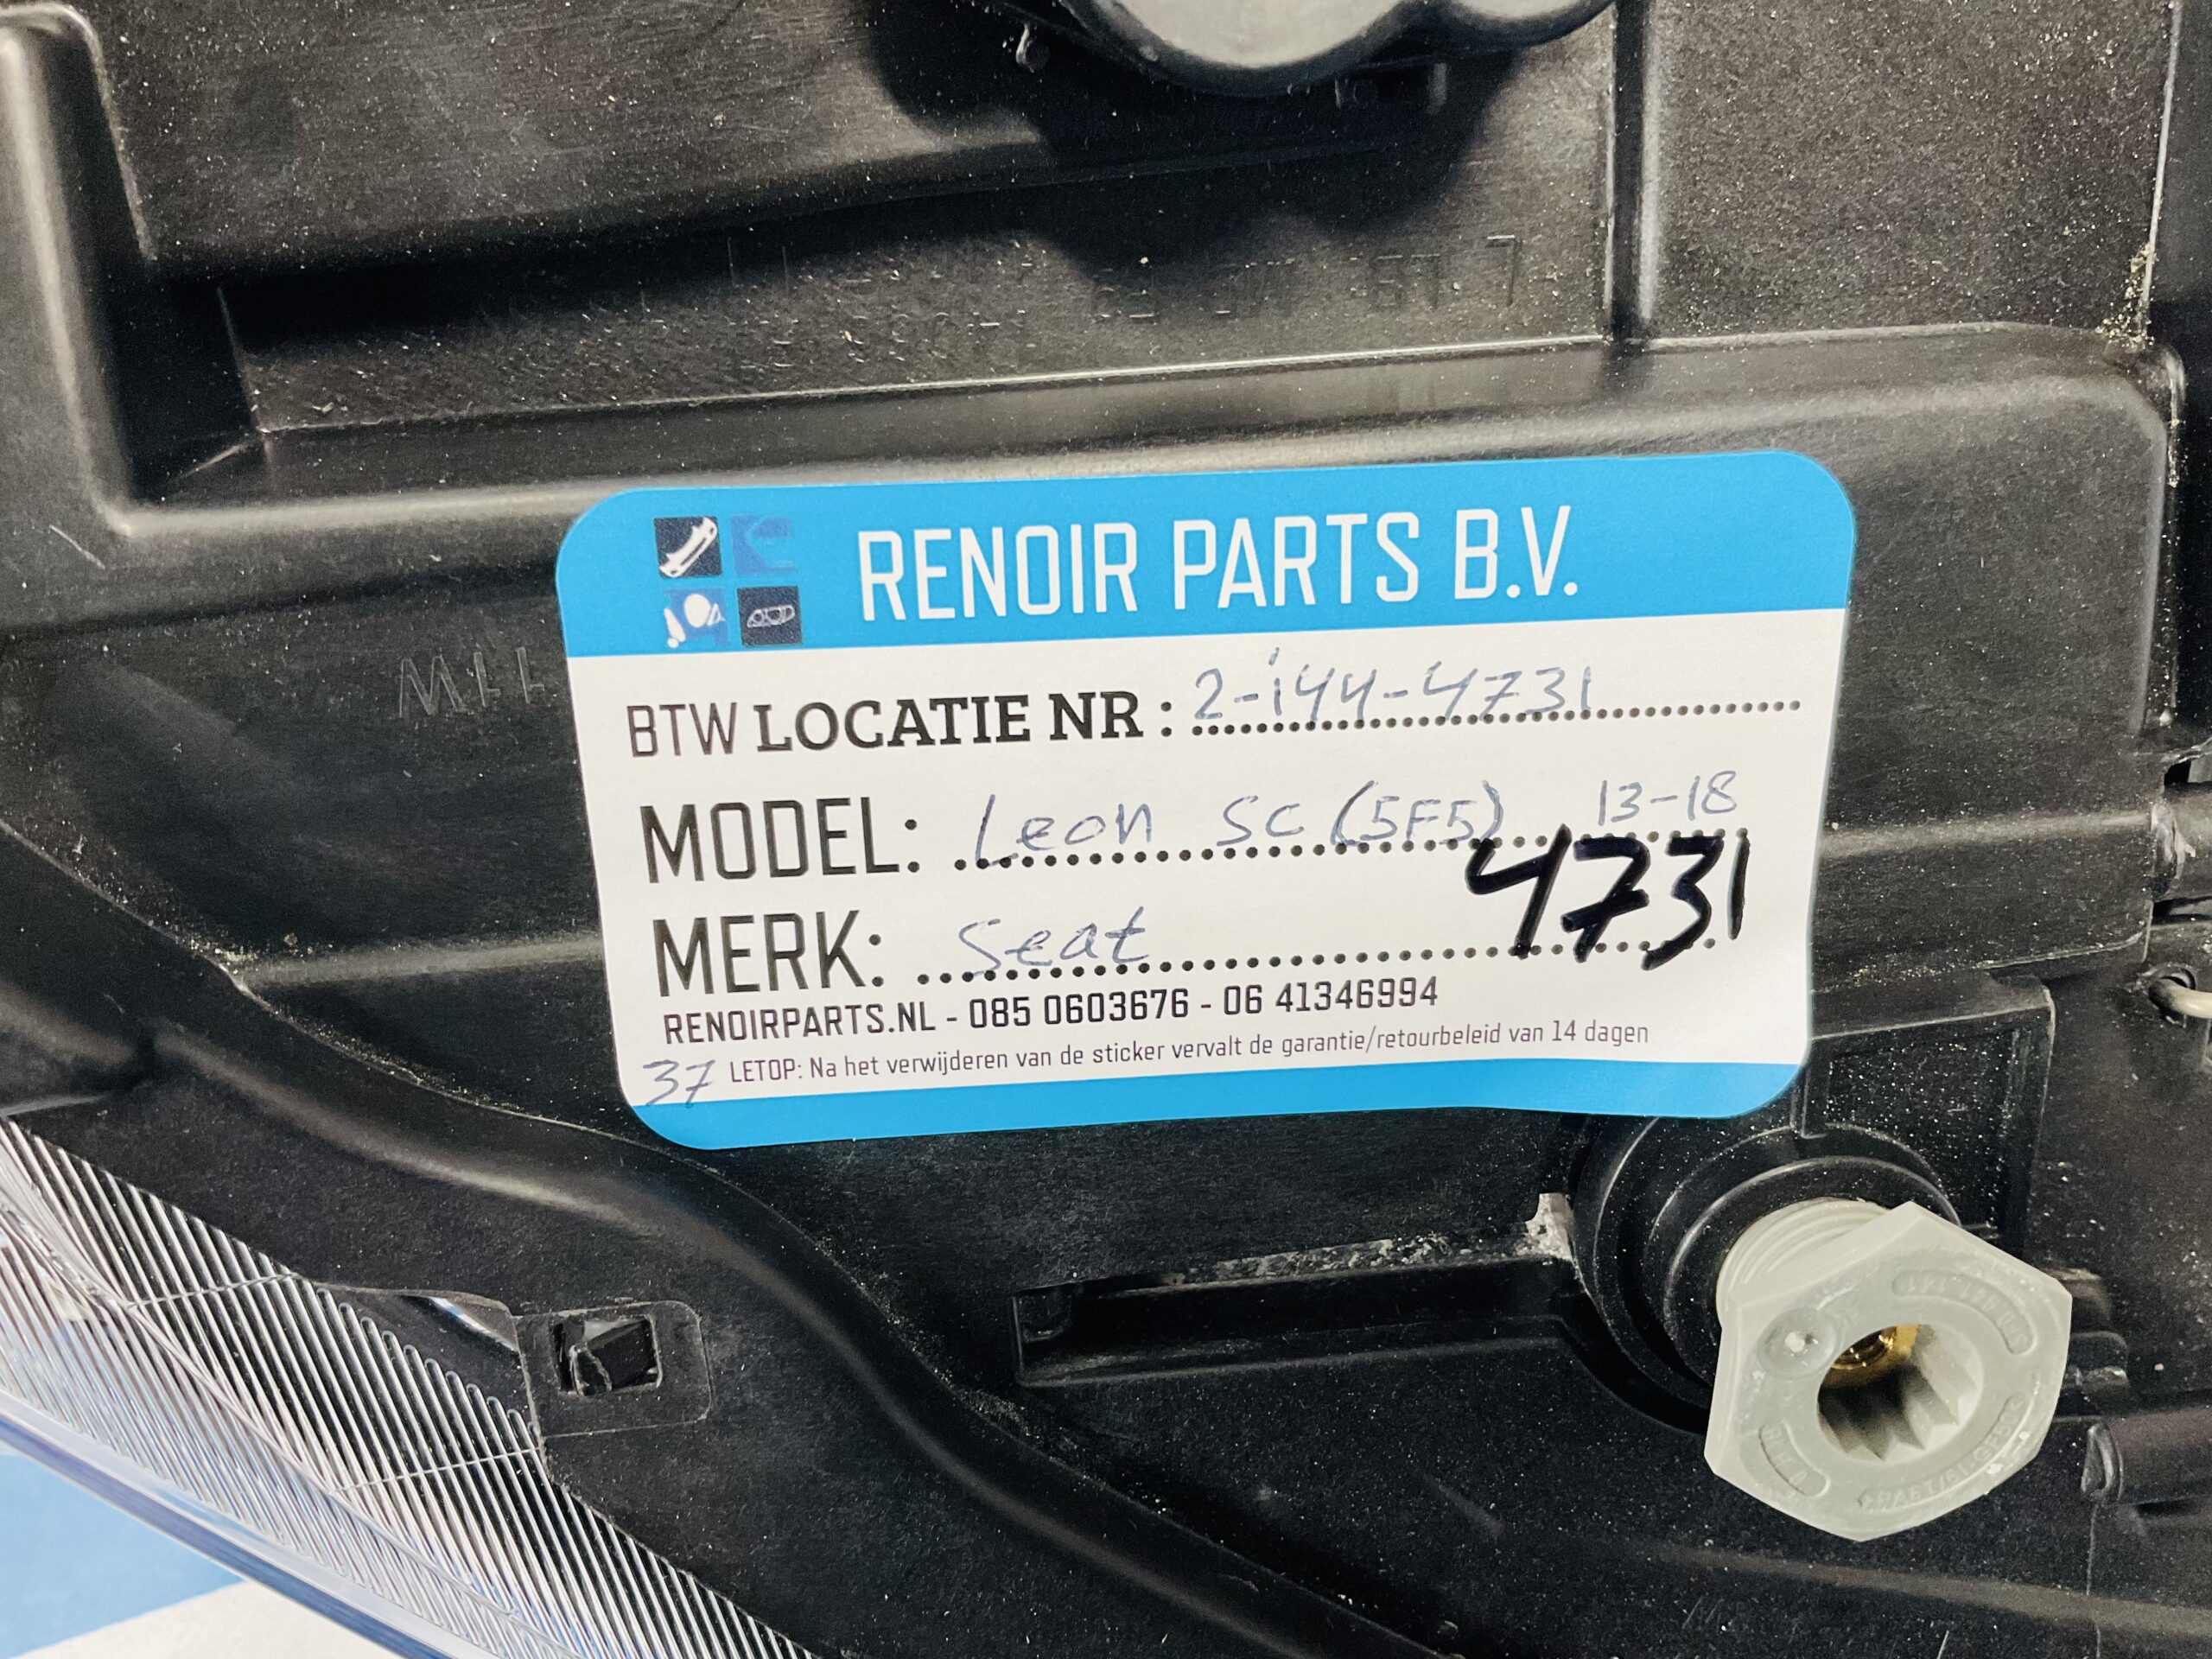 RENOIR PARTS B.V.
BTW LOCATIE NR : 2-i44-4731
MODEL: Leon SC (5F5) 13-18
4731
MERK: Seat
RENOIRPARTS.NL - 085 0603676 - 06 41346994
37 LETOP: Na het verwijderen van de sticker vervalt de garantie/retourbeleid van 14 dagen